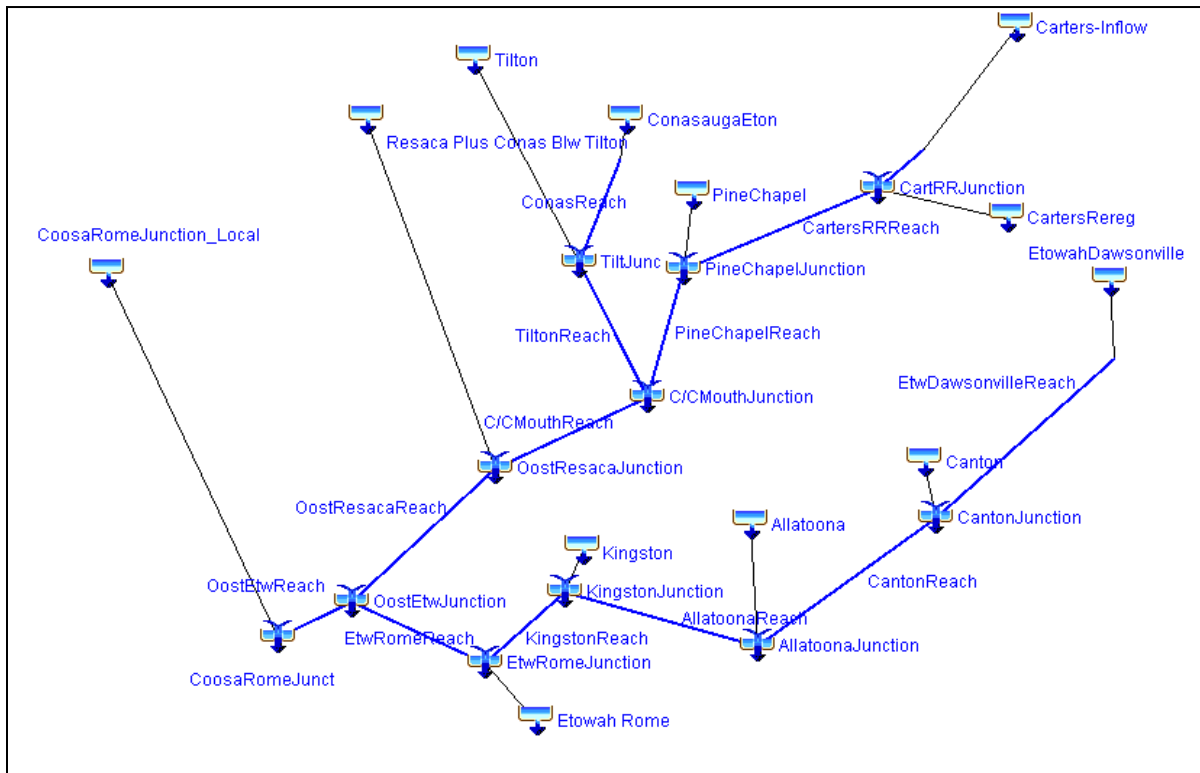 Carters-Inflow
Tilton
ConasaugaEton
Resaca Plus Conas Blw Tilton
CartRRJunction
PineChapel
ConasReach
CartersRereg
CartersRRReach
CoosaRomeJunction_Local
EtowahDawsonville
TiltJunc
PineChapelJunction
TiltonReach
PineChapelReach
EtwDawsonvilleReach
C/CMouthJunction
C/CMouthReach
Canton
OostResacaJunction
OostResacaReach
CantonJunction
Allatoona
Kingston
OostEtwReach
CantonReach
KingstonJunction
OostEtwJunction
AllatoonaReach
EtwRomeReach
KingstonReach
AllatoonaJunction
EtwRomeJunction
CoosaRomeJunct
Etowah Rome